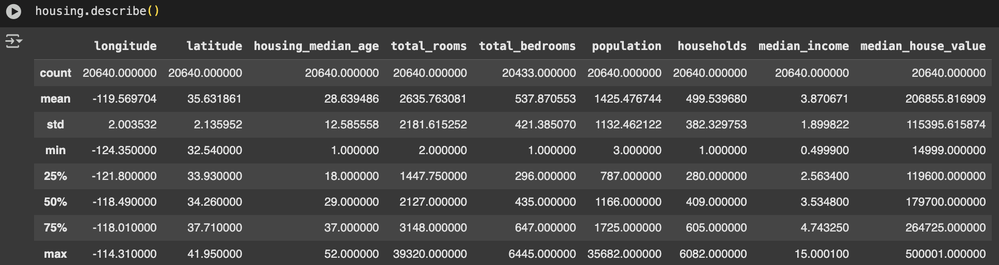 housing.describe()
longitude latitude housing_median_age total_rooms total_bedrooms population households median_income median_house_value
count 20640.000000 20640.000000 20640.000000 20640.000000 20433.000000 20640.000000 20640.000000 20640.000000 20640.000000
mean -119.569704 35.631861 28.639486 2635.763081 537.870553 1425.476744 499.539680 3.870671 206855.816909
std 2.003532 2.135952 12.585558 2181.615252 421.385070 1132.462122 382.329753 1.899822 115395.615874
min -124.350000 32.540000 1.000000 2.000000 1.000000 3.000000 1.000000 0.499900 14999.000000
25% -121.800000 33.930000 18.000000 1447.750000 296.000000 787.000000 280.000000 2.563400 119600.000000
50% -118.490000 34.260000 29.000000 2127.000000 435.000000 1166.000000 409.000000 3.534800 179700.000000
75% -118.010000 37.710000 37.000000 3148.000000 647.000000 1725.000000 605.000000 4.743250 264725.000000
max -114.310000 41.950000 52.000000 39320.000000 6445.000000 35682.000000 6082.000000 15.000100 500001.000000